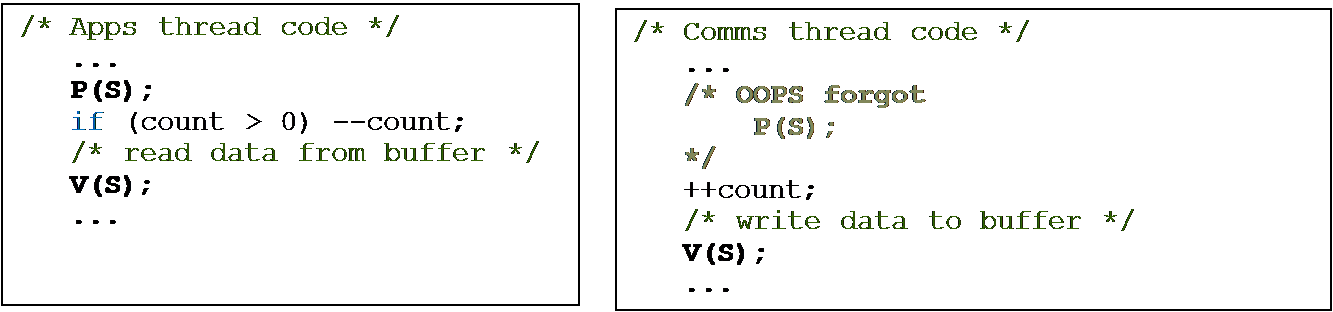 /* Apps thread code */
...
P(S);
if (count > 0) --count;
/* read data from buffer */
V(S);
...
/* Comms thread code */
...
/* OOPS forgot
P(S);
*/
++count;
/* write data to buffer */
V(S);
...